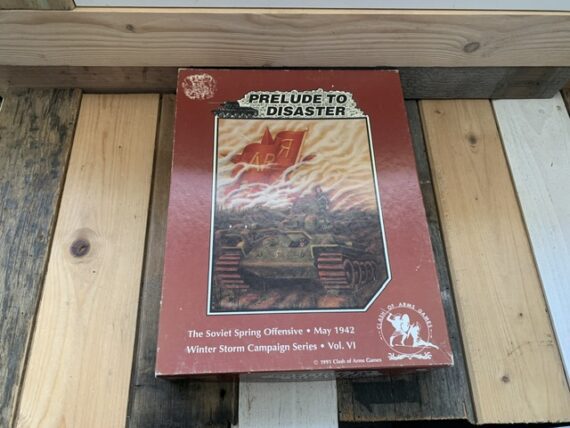 PRELUDE TO
DISASTER
The Soviet Spring Offensive • May 1942
Winter Storm Campaign Series • Vol. VI
CLASH OF ARMS GAMES
© 1991 Clash of Arms Games